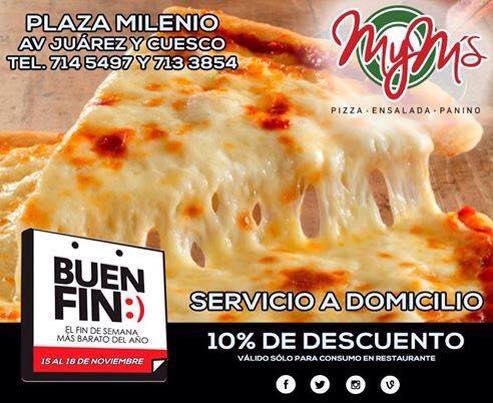 PLAZA MILENIO
AV JUÁREZ Y CUESCO
TEL. 714 5497 Y 713 3854
MyM's
PIZZA · ENSALADA · PANINO
BUEN
FIN:)
EL FIN DE SEMANA
MÁS BARATO DEL AÑO
15 AL 18 DE NOVIEMBRE
SERVICIO A DOMICILIO
10% DE DESCUENTO
VÁLIDO SÓLO PARA CONSUMO EN RESTAURANTE